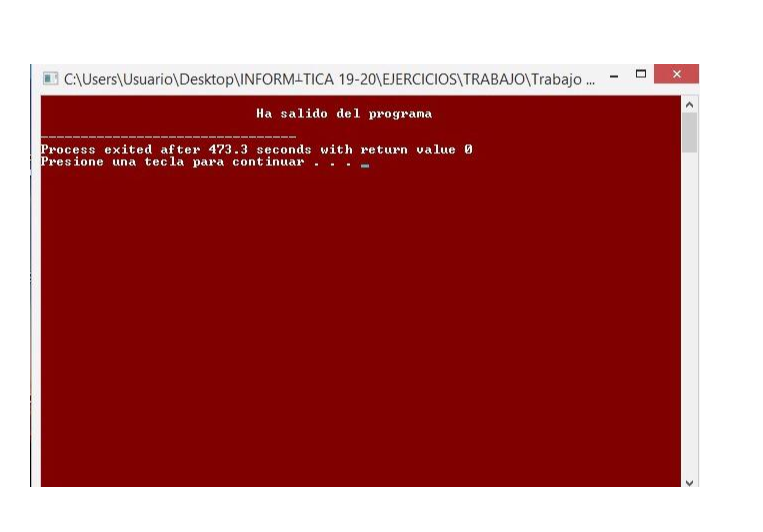 C:\Users\Usuario\Desktop\INFORM┴TICA 19-20\EJERCICIOS\TRABAJO\Trabajo ...
Ha salido del programa
--------------------------------
Process exited after 473.3 seconds with return value 0
Presione una tecla para continuar . . .